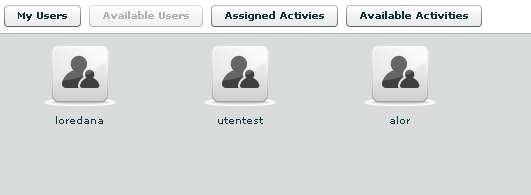 My Users Available Users Assigned Activies Available Activities
loredana utentest alor